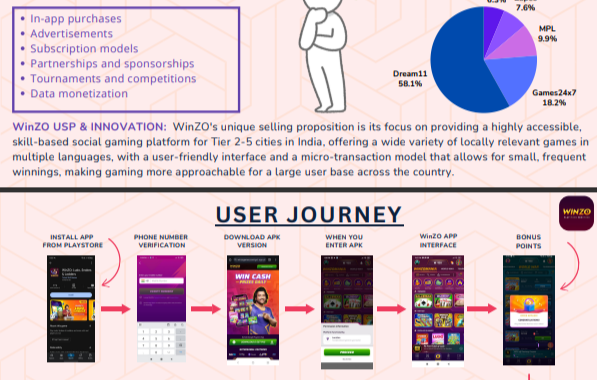 In-app purchases
Advertisements
Subscription models
Partnerships and sponsorships
Tournaments and competitions
Data monetization
7.6%
MPL
9.9%
Dream11
58.1%
Games24x7
18.2%
WinZO USP & INNOVATION: WinZO's unique selling proposition is its focus on providing a highly accessible,
skill-based social gaming platform for Tier 2-5 cities in India, offering a wide variety of locally relevant games in
multiple languages, with a user-friendly interface and a micro-transaction model that allows for small, frequent
winnings, making gaming more approachable for a large user base across the country.
USER JOURNEY
WINZO
INSTALL APP
FROM PLAYSTORE
PHONE NUMBER
VERIFICATION
DOWNLOAD APK
VERSION
WHEN YOU
ENTER APK
WinZO APP
INTERFACE
BONUS
POINTS
WIN CASH